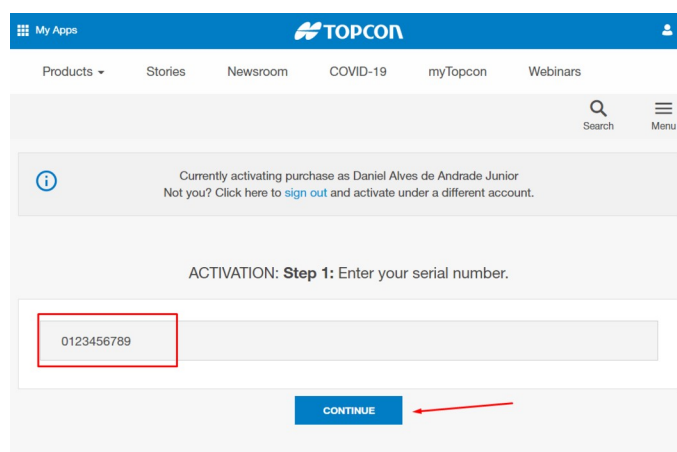 My Apps
TOPCON
Products
Stories
Newsroom
COVID-19
myTopcon
Webinars
Search
Menu
Currently activating purchase as Daniel Alves de Andrade Junior
Not you? Click here to sign out and activate under a different account.
ACTIVATION: Step 1: Enter your serial number.
0123456789
CONTINUE